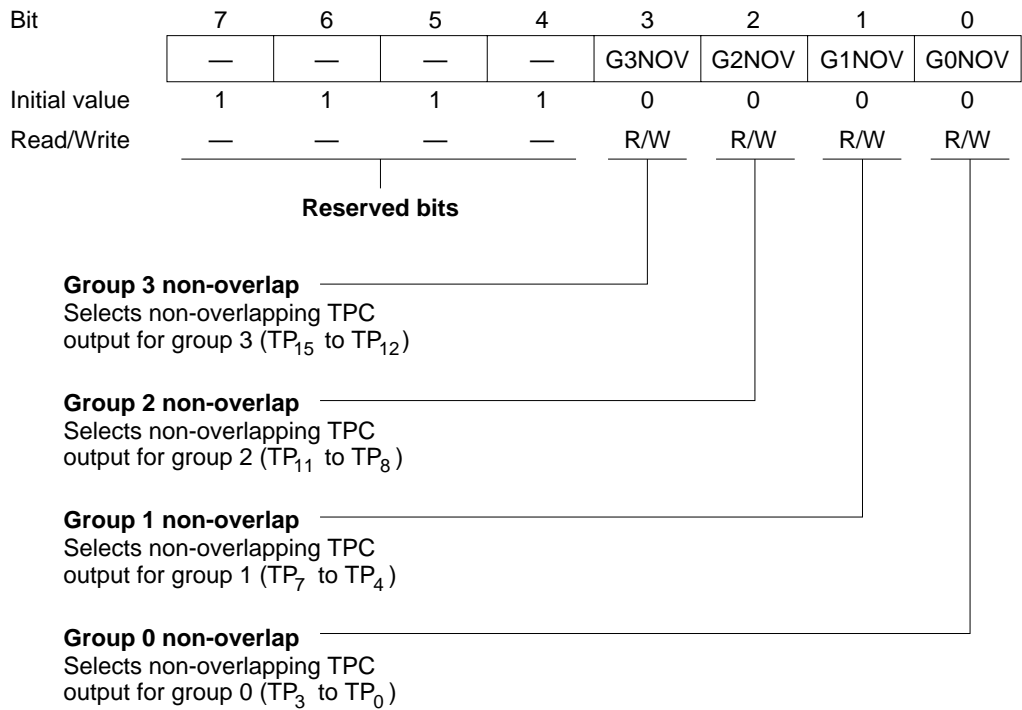 Bit 7 6 5 4 3 2 1 0
— — — — G3NOV G2NOV G1NOV G0NOV
Initial value 1 1 1 1 0 0 0 0
Read/Write — — — — R/W R/W R/W R/W
Reserved bits
Group 3 non-overlap
Selects non-overlapping TPC
output for group 3 (TP15 to TP12)
Group 2 non-overlap
Selects non-overlapping TPC
output for group 2 (TP11 to TP8)
Group 1 non-overlap
Selects non-overlapping TPC
output for group 1 (TP7 to TP4)
Group 0 non-overlap
Selects non-overlapping TPC
output for group 0 (TP3 to TP0)